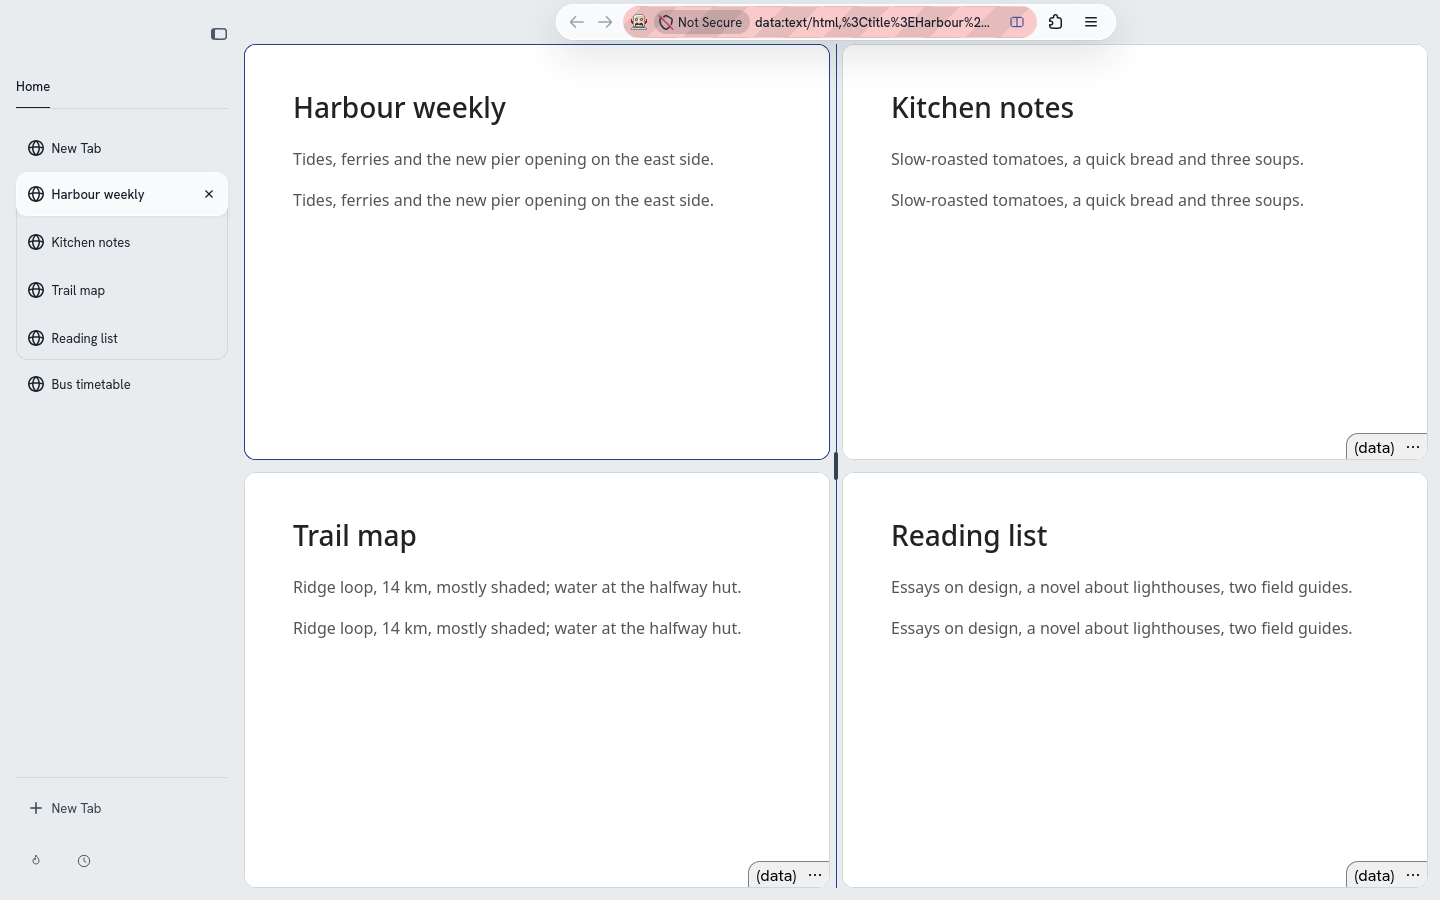 Not Secure
data:text/html,%3Ctitle%3EHarbour%2...
Home
New Tab
Harbour weekly
Kitchen notes
Trail map
Reading list
Bus timetable
New Tab
Harbour weekly
Tides, ferries and the new pier opening on the east side.
Tides, ferries and the new pier opening on the east side.
Kitchen notes
Slow-roasted tomatoes, a quick bread and three soups.
Slow-roasted tomatoes, a quick bread and three soups.
(data) ···
Trail map
Ridge loop, 14 km, mostly shaded; water at the halfway hut.
Ridge loop, 14 km, mostly shaded; water at the halfway hut.
(data) ···
Reading list
Essays on design, a novel about lighthouses, two field guides.
Essays on design, a novel about lighthouses, two field guides.
(data) ···